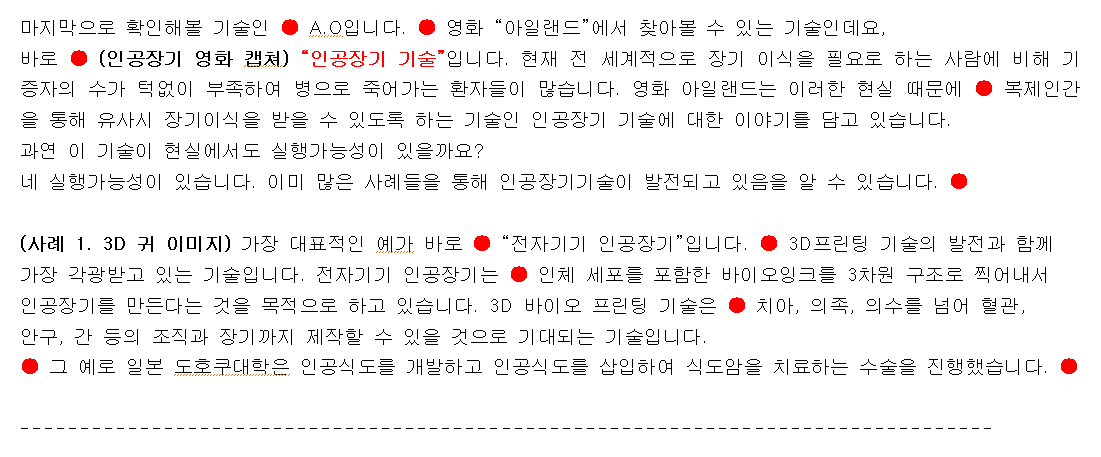 마지막으로 확인해볼 기술인 ● A.O입니다. ● 영화 “아일랜드”에서 찾아볼 수 있는 기술인데요,
바로 ● (인공장기 영화 캡쳐) “인공장기 기술”입니다. 현재 전 세계적으로 장기 이식을 필요로 하는 사람에 비해 기
증자의 수가 턱없이 부족하여 병으로 죽어가는 환자들이 많습니다. 영화 아일랜드는 이러한 현실 때문에 ● 복제인간
을 통해 유사시 장기이식을 받을 수 있도록 하는 기술인 인공장기 기술에 대한 이야기를 담고 있습니다.
과연 이 기술이 현실에서도 실행가능성이 있을까요?
네 실행가능성이 있습니다. 이미 많은 사례들을 통해 인공장기기술이 발전되고 있음을 알 수 있습니다. ●
(사례 1. 3D 귀 이미지) 가장 대표적인 예가 바로 ● “전자기기 인공장기”입니다. ● 3D프린팅 기술의 발전과 함께
가장 각광받고 있는 기술입니다. 전자기기 인공장기는 ● 인체 세포를 포함한 바이오잉크를 3차원 구조로 찍어내서
인공장기를 만든다는 것을 목적으로 하고 있습니다. 3D 바이오 프린팅 기술은 ● 치아, 의족, 의수를 넘어 혈관,
안구, 간 등의 조직과 장기까지 제작할 수 있을 것으로 기대되는 기술입니다.
● 그 예로 일본 도호쿠대학은 인공식도를 개발하고 인공식도를 삽입하여 식도암을 치료하는 수술을 진행했습니다. ●